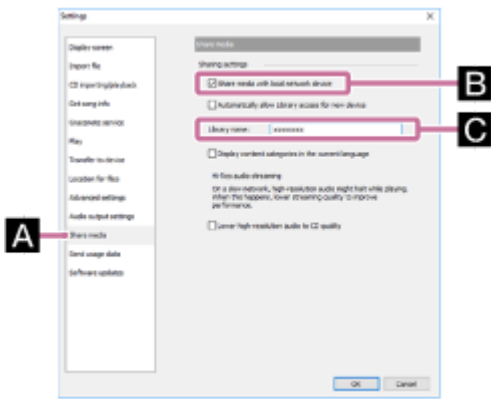 Settings
Display screen
Import file
CD importing/playback
Get song info
Gracenote service
Play
Transfer to device
Location for files
Advanced settings
Audio output settings
A
Share media
Send usage data
Software updates
Share media
Sharing settings
B
Share media with local network device
Automatically allow Library access for new device
C
Library name: xxxxxxxx
Display content categories in the current language
Hi-Res audio streaming
On a slow network, high-resolution audio might halt while playing.
When this happens, lower streaming quality to improve
performance.
Lower high-resolution audio to CD quality
OK
Cancel